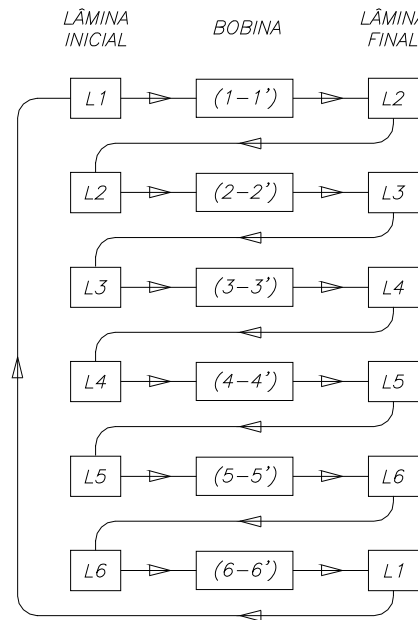 LÂMINA INICIAL
BOBINA
LÂMINA FINAL
L1 (1-1') L2
L2 (2-2') L3
L3 (3-3') L4
L4 (4-4') L5
L5 (5-5') L6
L6 (6-6') L1